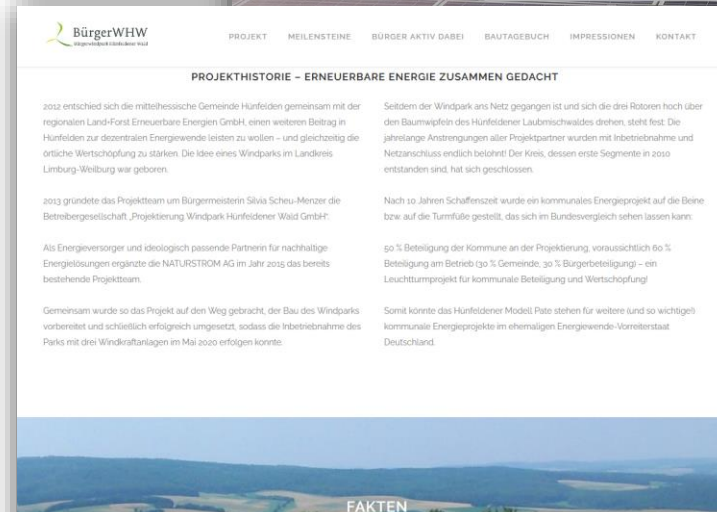 BürgerWHW
Bürgerwindpark Hünfeldener Wald
PROJEKT MEILENSTEINE BÜRGER AKTIV DABEI BAUTAGEBUCH IMPRESSIONEN KONTAKT
PROJEKTHISTORIE – ERNEUERBARE ENERGIE ZUSAMMEN GEDACHT
2012 entschied sich die mittelhessische Gemeinde Hünfelden gemeinsam mit der
regionalen Land+Forst Erneuerbare Energien GmbH, einen weiteren Beitrag in
Hünfelden zur dezentralen Energiewende leisten zu wollen – und gleichzeitig die
örtliche Wertschöpfung zu stärken. Die Idee eines Windparks im Landkreis
Limburg-Weilburg war geboren.
2013 gründete das Projektteam um Bürgermeisterin Silvia Scheu-Menzer die
Betreibergesellschaft „Projektierung Windpark Hünfeldener Wald GmbH“.
Als Energieversorger und ideologisch passende Partnerin für nachhaltige
Energielösungen ergänzte die NATURSTROM AG im Jahr 2015 das bereits
bestehende Projektteam.
Gemeinsam wurde so das Projekt auf den Weg gebracht, der Bau des Windparks
vorbereitet und schließlich erfolgreich umgesetzt, sodass die Inbetriebnahme des
Parks mit drei Windkraftanlagen im Mai 2020 erfolgen konnte.
Seitdem der Windpark ans Netz gegangen ist und sich die drei Rotoren hoch über
den Baumwipfeln des Hünfeldener Laubmischwaldes drehen, steht fest: Die
jahrelange Anstrengungen aller Projektpartner wurden mit Inbetriebnahme und
Netzanschluss endlich belohnt! Der Kreis, dessen erste Segmente in 2010
entstanden sind, hat sich geschlossen.
Nach 10 Jahren Schaffenszeit wurde ein kommunales Energieprojekt auf die Beine
bzw. auf die Turmfüße gestellt, das sich im Bundesvergleich sehen lassen kann:
50 % Beteiligung der Kommune an der Projektierung, voraussichtlich 60 %
Beteiligung am Betrieb (30 % Gemeinde, 30 % Bürgerbeteiligung) – ein
Leuchtturmprojekt für kommunale Beteiligung und Wertschöpfung!
Somit könnte das Hünfeldener Modell Pate stehen für weitere (und so wichtige!)
kommunale Energieprojekte im ehemaligen Energiewende-Vorreiterstaat
Deutschland.
FAKTEN